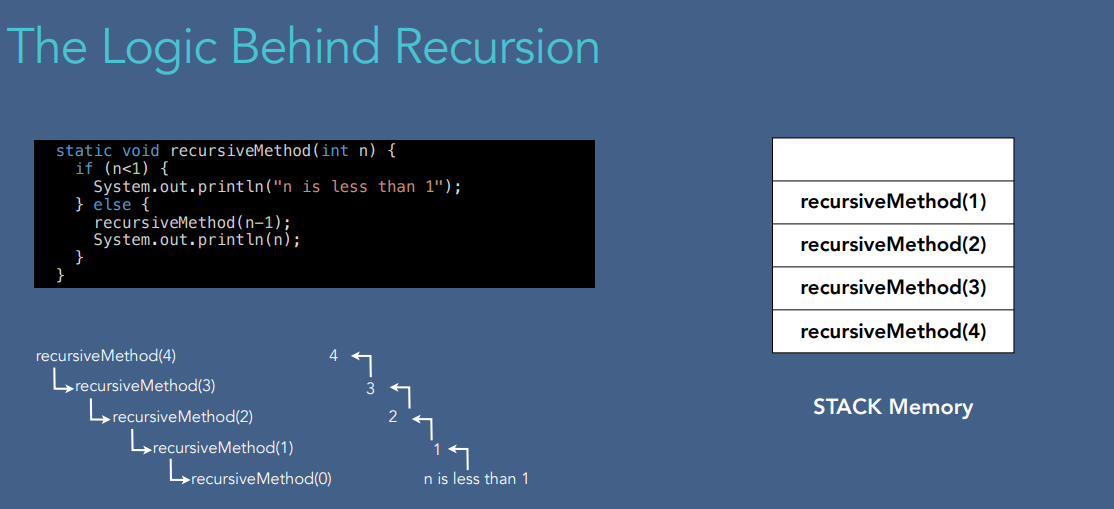 The Logic Behind Recursion
static void recursiveMethod(int n) {
if (n<1) {
System.out.println("n is less than 1");
} else {
recursiveMethod(n-1);
System.out.println(n);
}
}
recursiveMethod(1)
recursiveMethod(2)
recursiveMethod(3)
recursiveMethod(4)
STACK Memory
recursiveMethod(4)
recursiveMethod(3)
recursiveMethod(2)
recursiveMethod(1)
recursiveMethod(0)
4
3
2
1
n is less than 1